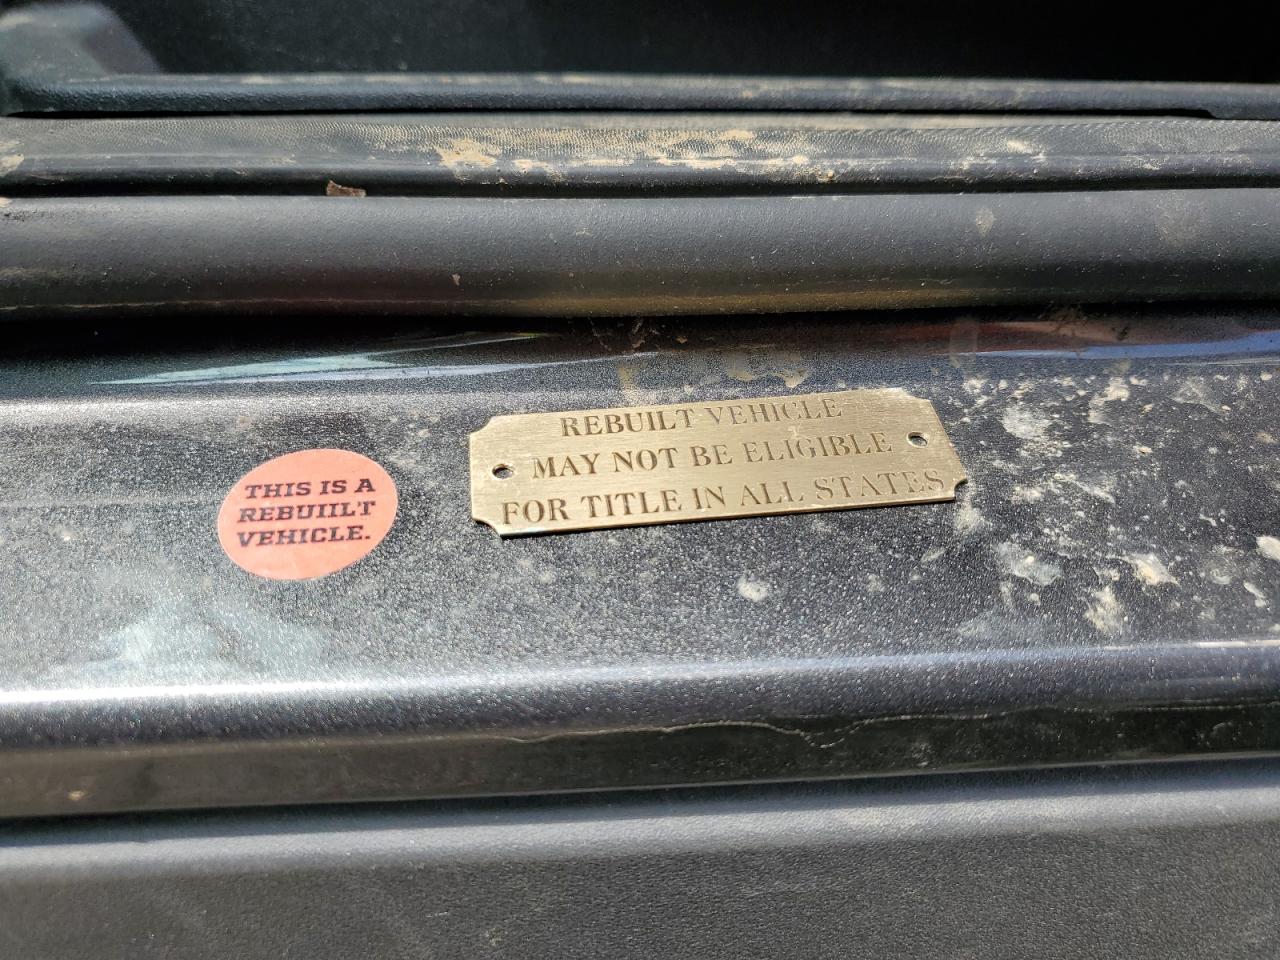 THIS IS A
REBUIILT
VEHICLE.
REBUILT VEHICLE
MAY NOT BE ELIGIBLE
FOR TITLE IN ALL STATES